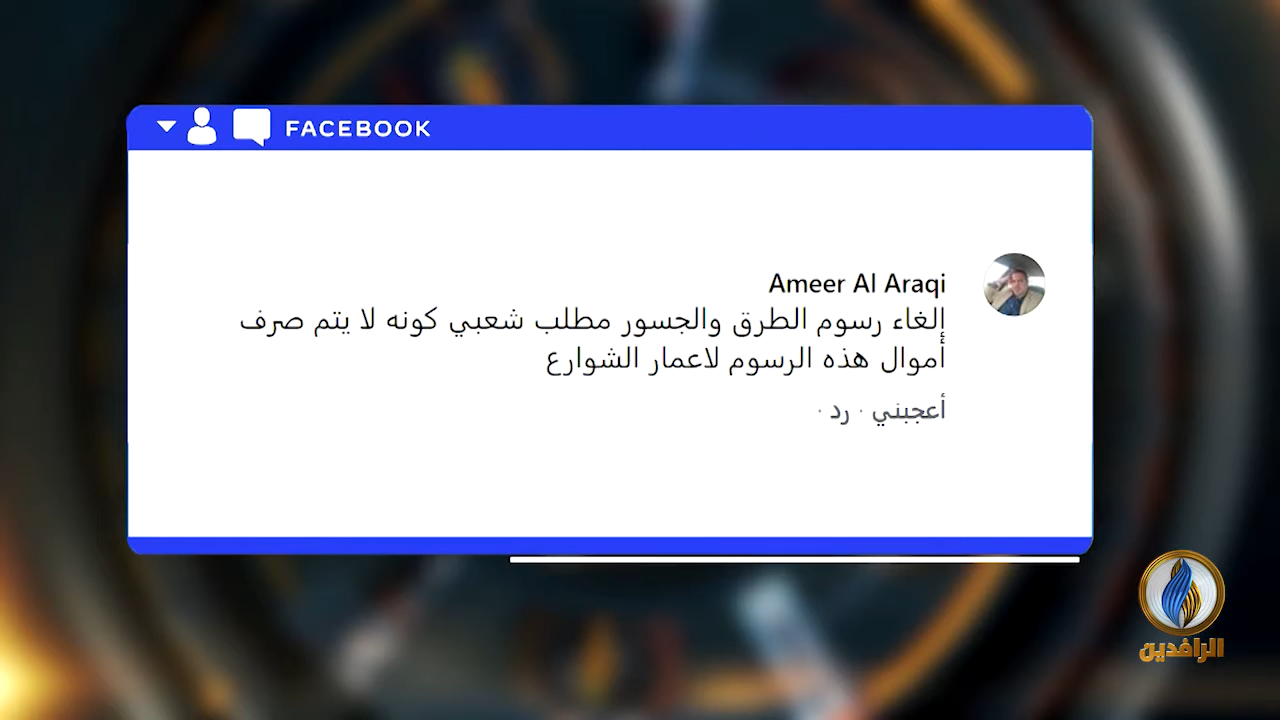 FACEBOOK
Ameer Al Araqi
إلغاء رسوم الطرق والجسور مطلب شعبي كونه لا يتم صرف
أموال هذه الرسوم لاعمار الشوارع
أعجبني · رد ·
الرافدين